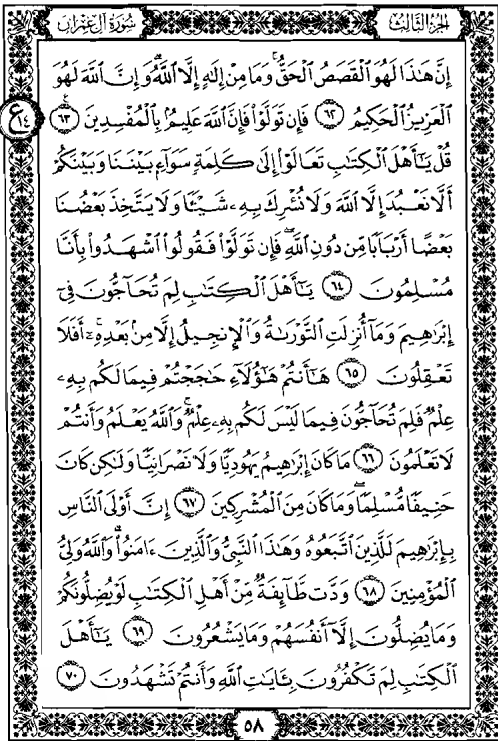 الجزء الثالث
سورة آل عمران
إِنَّ هَٰذَا لَهُوَ ٱلْقَصَصُ ٱلْحَقُّ ۚ وَمَا مِنْ إِلَٰهٍ إِلَّا ٱللَّهُ ۚ وَإِنَّ ٱللَّهَ لَهُوَ
ٱلْعَزِيزُ ٱلْحَكِيمُ ٦٢ فَإِن تَوَلَّوْا۟ فَإِنَّ ٱللَّهَ عَلِيمٌۢ بِٱلْمُفْسِدِينَ ٦٣
ع ١٤
قُلْ يَٰٓأَهْلَ ٱلْكِتَٰبِ تَعَالَوْا۟ إِلَىٰ كَلِمَةٍ سَوَآءٍۭ بَيْنَنَا وَبَيْنَكُمْ
أَلَّا نَعْبُدَ إِلَّا ٱللَّهَ وَلَا نُشْرِكَ بِهِۦ شَيْـًٔا وَلَا يَتَّخِذَ بَعْضُنَا
بَعْضًا أَرْبَابًا مِّن دُونِ ٱللَّهِ ۚ فَإِن تَوَلَّوْا۟ فَقُولُوا۟ ٱشْهَدُوا۟ بِأَنَّا
مُسْلِمُونَ ٦٤ يَٰٓأَهْلَ ٱلْكِتَٰبِ لِمَ تُحَآجُّونَ فِىٓ
إِبْرَٰهِيمَ وَمَآ أُنزِلَتِ ٱلتَّوْرَىٰةُ وَٱلْإِنجِيلُ إِلَّا مِنۢ بَعْدِهِۦٓ ۚ أَفَلَا
تَعْقِلُونَ ٦٥ هَٰٓأَنتُمْ هَٰٓؤُلَآءِ حَٰجَجْتُمْ فِيمَا لَكُم بِهِۦ
عِلْمٌ فَلِمَ تُحَآجُّونَ فِيمَا لَيْسَ لَكُم بِهِۦ عِلْمٌ ۚ وَٱللَّهُ يَعْلَمُ وَأَنتُمْ
لَا تَعْلَمُونَ ٦٦ مَا كَانَ إِبْرَٰهِيمُ يَهُودِيًّا وَلَا نَصْرَانِيًّا وَلَٰكِن كَانَ
حَنِيفًا مُّسْلِمًا وَمَا كَانَ مِنَ ٱلْمُشْرِكِينَ ٦٧ إِنَّ أَوْلَى ٱلنَّاسِ
بِإِبْرَٰهِيمَ لَلَّذِينَ ٱتَّبَعُوهُ وَهَٰذَا ٱلنَّبِىُّ وَٱلَّذِينَ ءَامَنُوا۟ ۗ وَٱللَّهُ وَلِىُّ
ٱلْمُؤْمِنِينَ ٦٨ وَدَّت طَّآئِفَةٌ مِّنْ أَهْلِ ٱلْكِتَٰبِ لَوْ يُضِلُّونَكُمْ
وَمَا يُضِلُّونَ إِلَّآ أَنفُسَهُمْ وَمَا يَشْعُرُونَ ٦٩ يَٰٓأَهْلَ
ٱلْكِتَٰبِ لِمَ تَكْفُرُونَ بِـَٔايَٰتِ ٱللَّهِ وَأَنتُمْ تَشْهَدُونَ ٧٠
٥٨